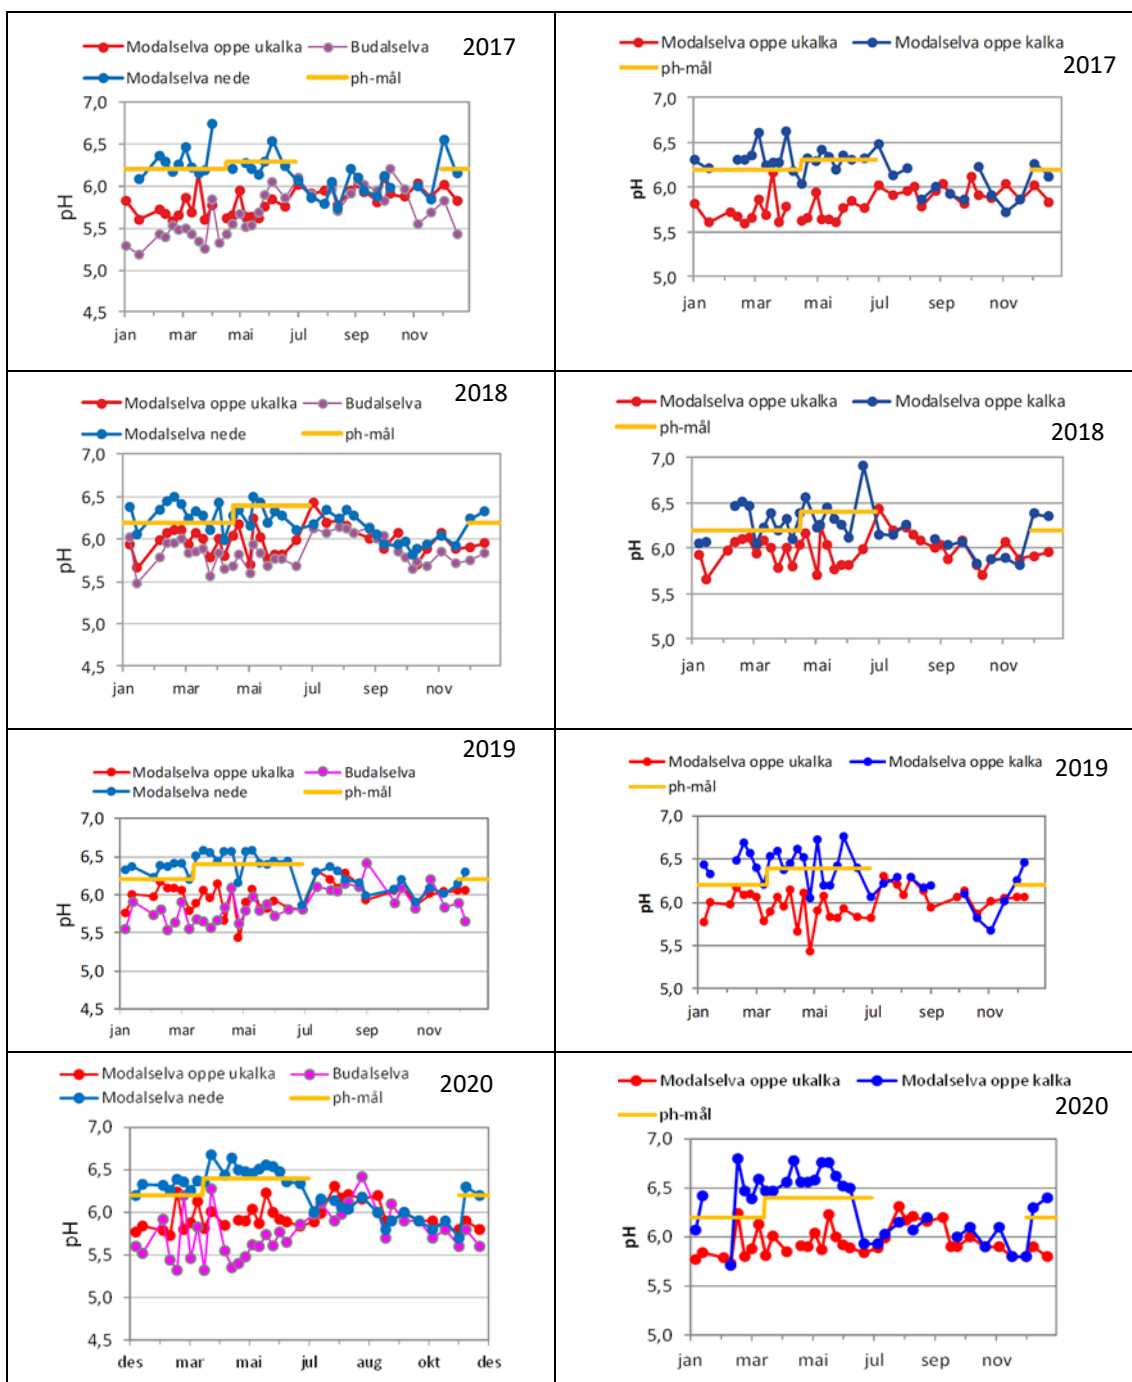 Modalselva oppe ukalka Budalselva 2017
Modalselva nede ph-mål
7,0
6,5
6,0
5,5
5,0
4,5
pH
jan mar mai jul sep nov
Modalselva oppe ukalka Modalselva oppe kalka
ph-mål 2017
7,0
6,5
6,0
5,5
5,0
pH
jan mar mai jul sep nov
Modalselva oppe ukalka Budalselva 2018
Modalselva nede ph-mål
7,0
6,5
6,0
5,5
5,0
4,5
pH
jan mar mai jul sep nov
Modalselva oppe ukalka Modalselva oppe kalka
ph-mål 2018
7,0
6,5
6,0
5,5
5,0
pH
jan mar mai jul sep nov
2019
Modalselva oppe ukalka Budalselva
Modalselva nede ph-mål
7,0
6,5
6,0
5,5
5,0
4,5
pH
jan mar mai jul sep nov
Modalselva oppe ukalka Modalselva oppe kalka 2019
ph-mål
7,0
6,5
6,0
5,5
5,0
pH
jan mar mai jul sep nov
Modalselva oppe ukalka Budalselva 2020
Modalselva nede ph-mål
7,0
6,5
6,0
5,5
5,0
4,5
pH
des mar mai jul aug okt des
Modalselva oppe ukalka Modalselva oppe kalka
ph-mål 2020
7,0
6,5
6,0
5,5
5,0
pH
jan mar mai jul sep nov